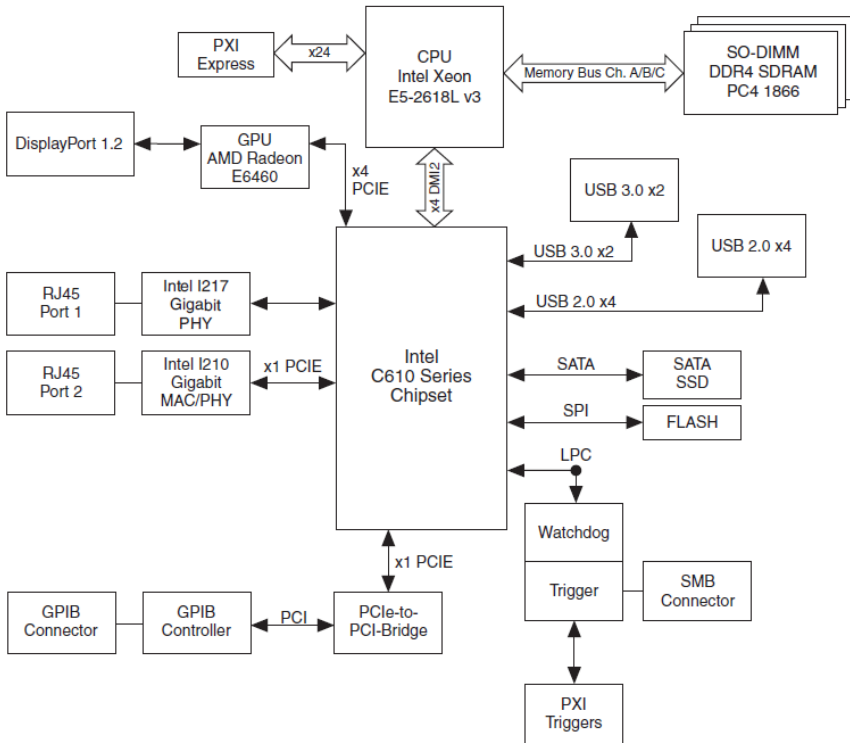 PXI
Express
x24
CPU
Intel Xeon
E5-2618L v3
Memory Bus Ch. A/B/C
SO-DIMM
DDR4 SDRAM
PC4 1866
DisplayPort 1.2
GPU
AMD Radeon
E6460
x4
PCIE
x4 DMI2
USB 3.0 x2
USB 2.0 x4
USB 3.0 x2
USB 2.0 x4
RJ45
Port 1
Intel I217
Gigabit
PHY
RJ45
Port 2
Intel I210
Gigabit
MAC/PHY
x1 PCIE
Intel
C610 Series
Chipset
SATA
SATA
SSD
SPI
FLASH
LPC
Watchdog
Trigger
SMB
Connector
PXI
Triggers
x1 PCIE
GPIB
Connector
GPIB
Controller
PCI
PCIe-to-
PCI-Bridge